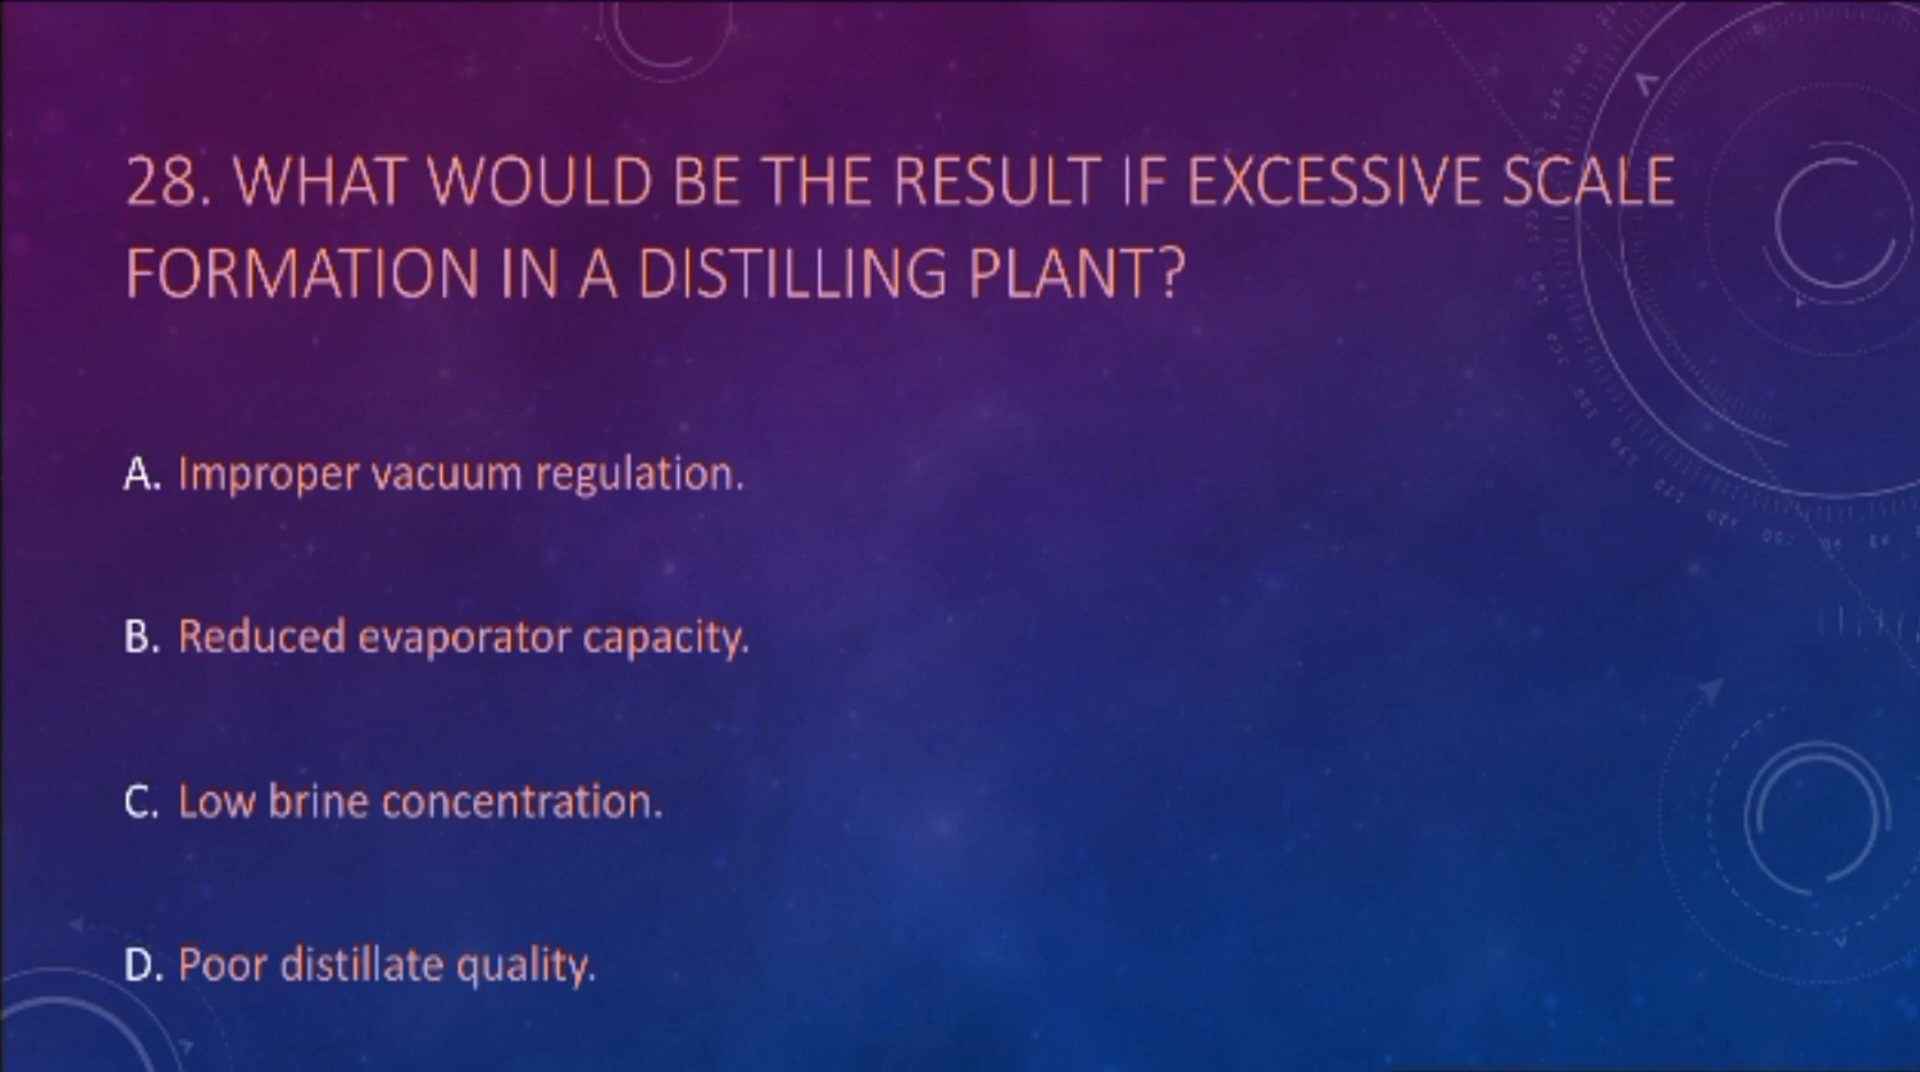 28. WHAT WOULD BE THE RESULT IF EXCESSIVE SCALE
FORMATION IN A DISTILLING PLANT?
A. Improper vacuum regulation.
B. Reduced evaporator capacity.
C. Low brine concentration.
D. Poor distillate quality.